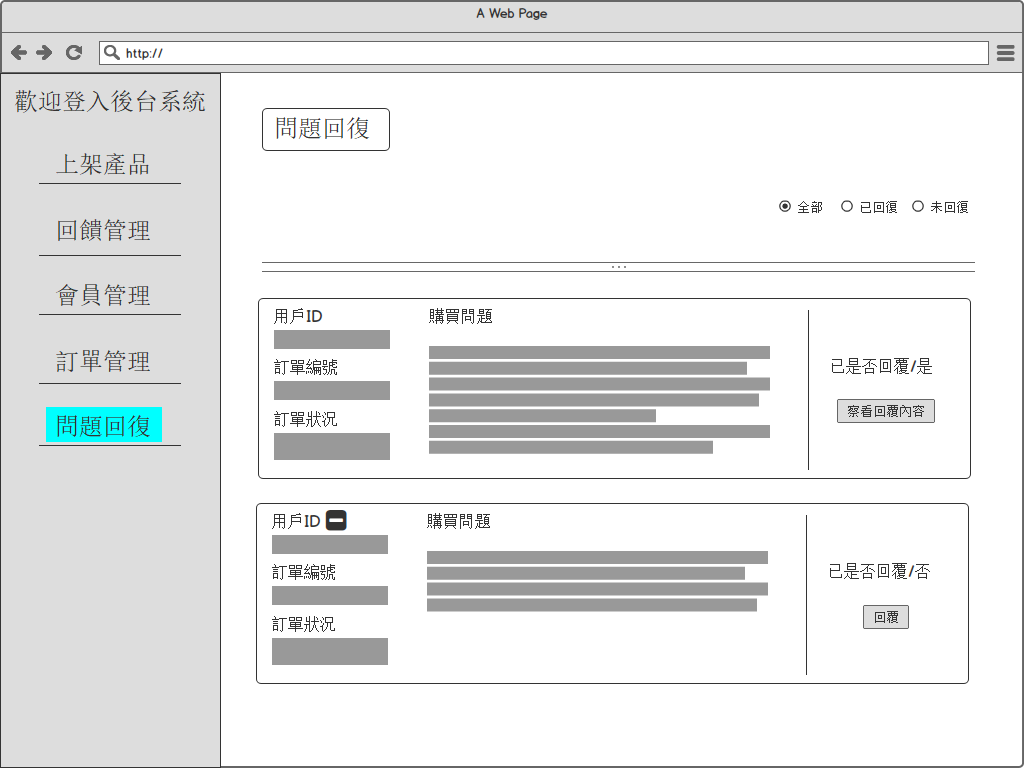 A Web Page
http://
歡迎登入後台系統
上架產品
回饋管理
會員管理
訂單管理
問題回復
問題回復
全部 已回復 未回復
用戶ID
訂單編號
訂單狀況
購買問題
已是否回覆/是
察看回覆內容
用戶ID
訂單編號
訂單狀況
購買問題
已是否回覆/否
回覆